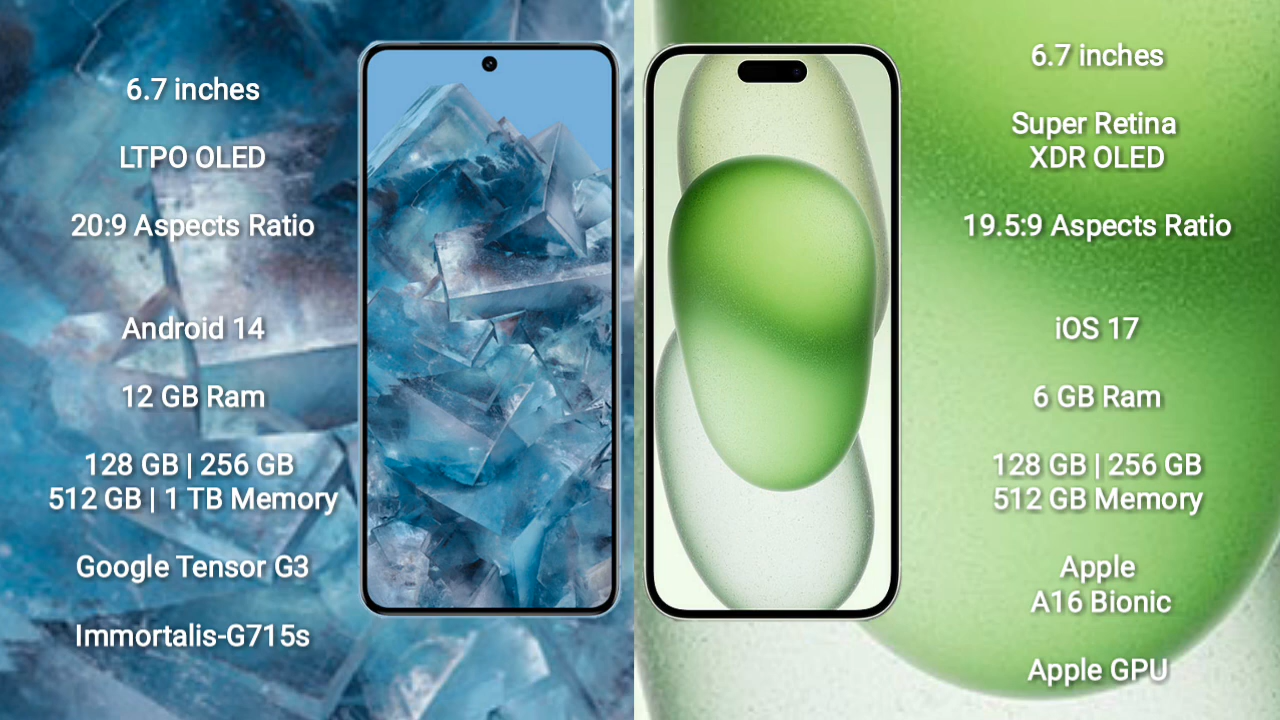 6.7 inches
LTPO OLED
20:9 Aspects Ratio
Android 14
12 GB Ram
128 GB | 256 GB
512 GB | 1 TB Memory
Google Tensor G3
Immortalis-G715s
6.7 inches
Super Retina
XDR OLED
19.5:9 Aspects Ratio
iOS 17
6 GB Ram
128 GB | 256 GB
512 GB Memory
Apple
A16 Bionic
Apple GPU